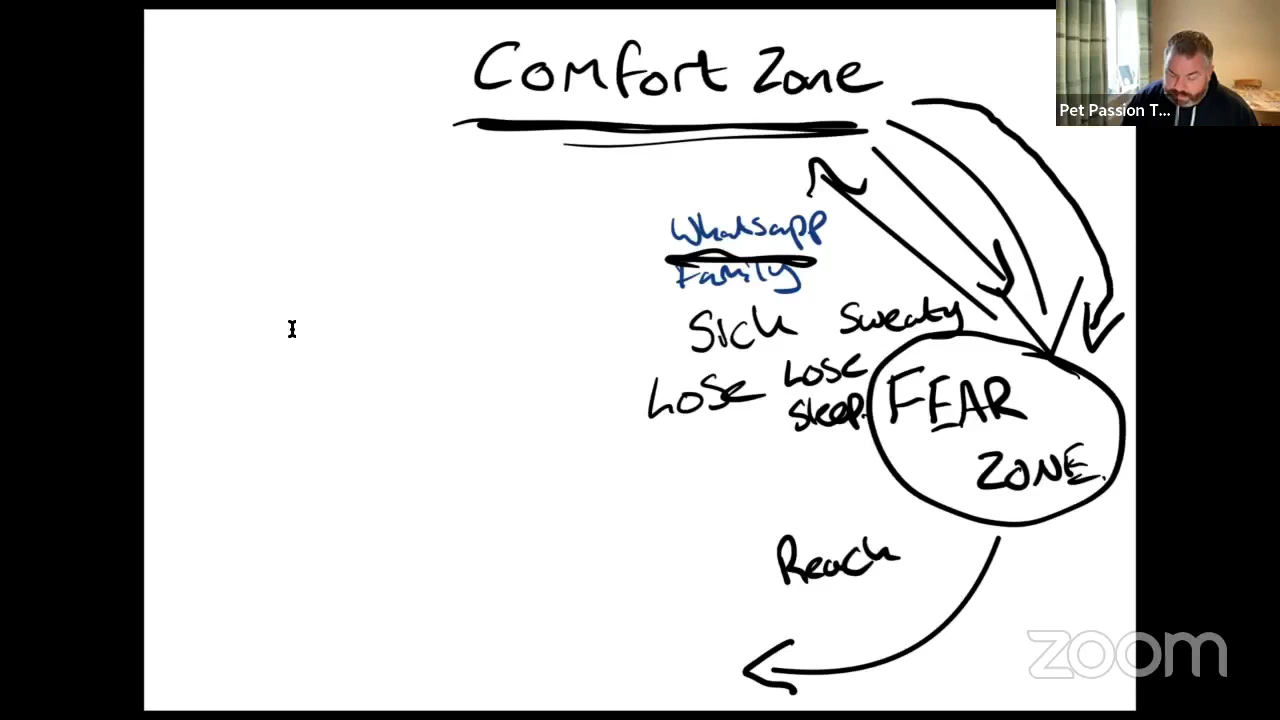 Comfort Zone
Pet Passion T...
Whatsapp
Family
Sick Sweaty
Lose Lose
sleep.
FEAR
ZONE.
Reach
zoom